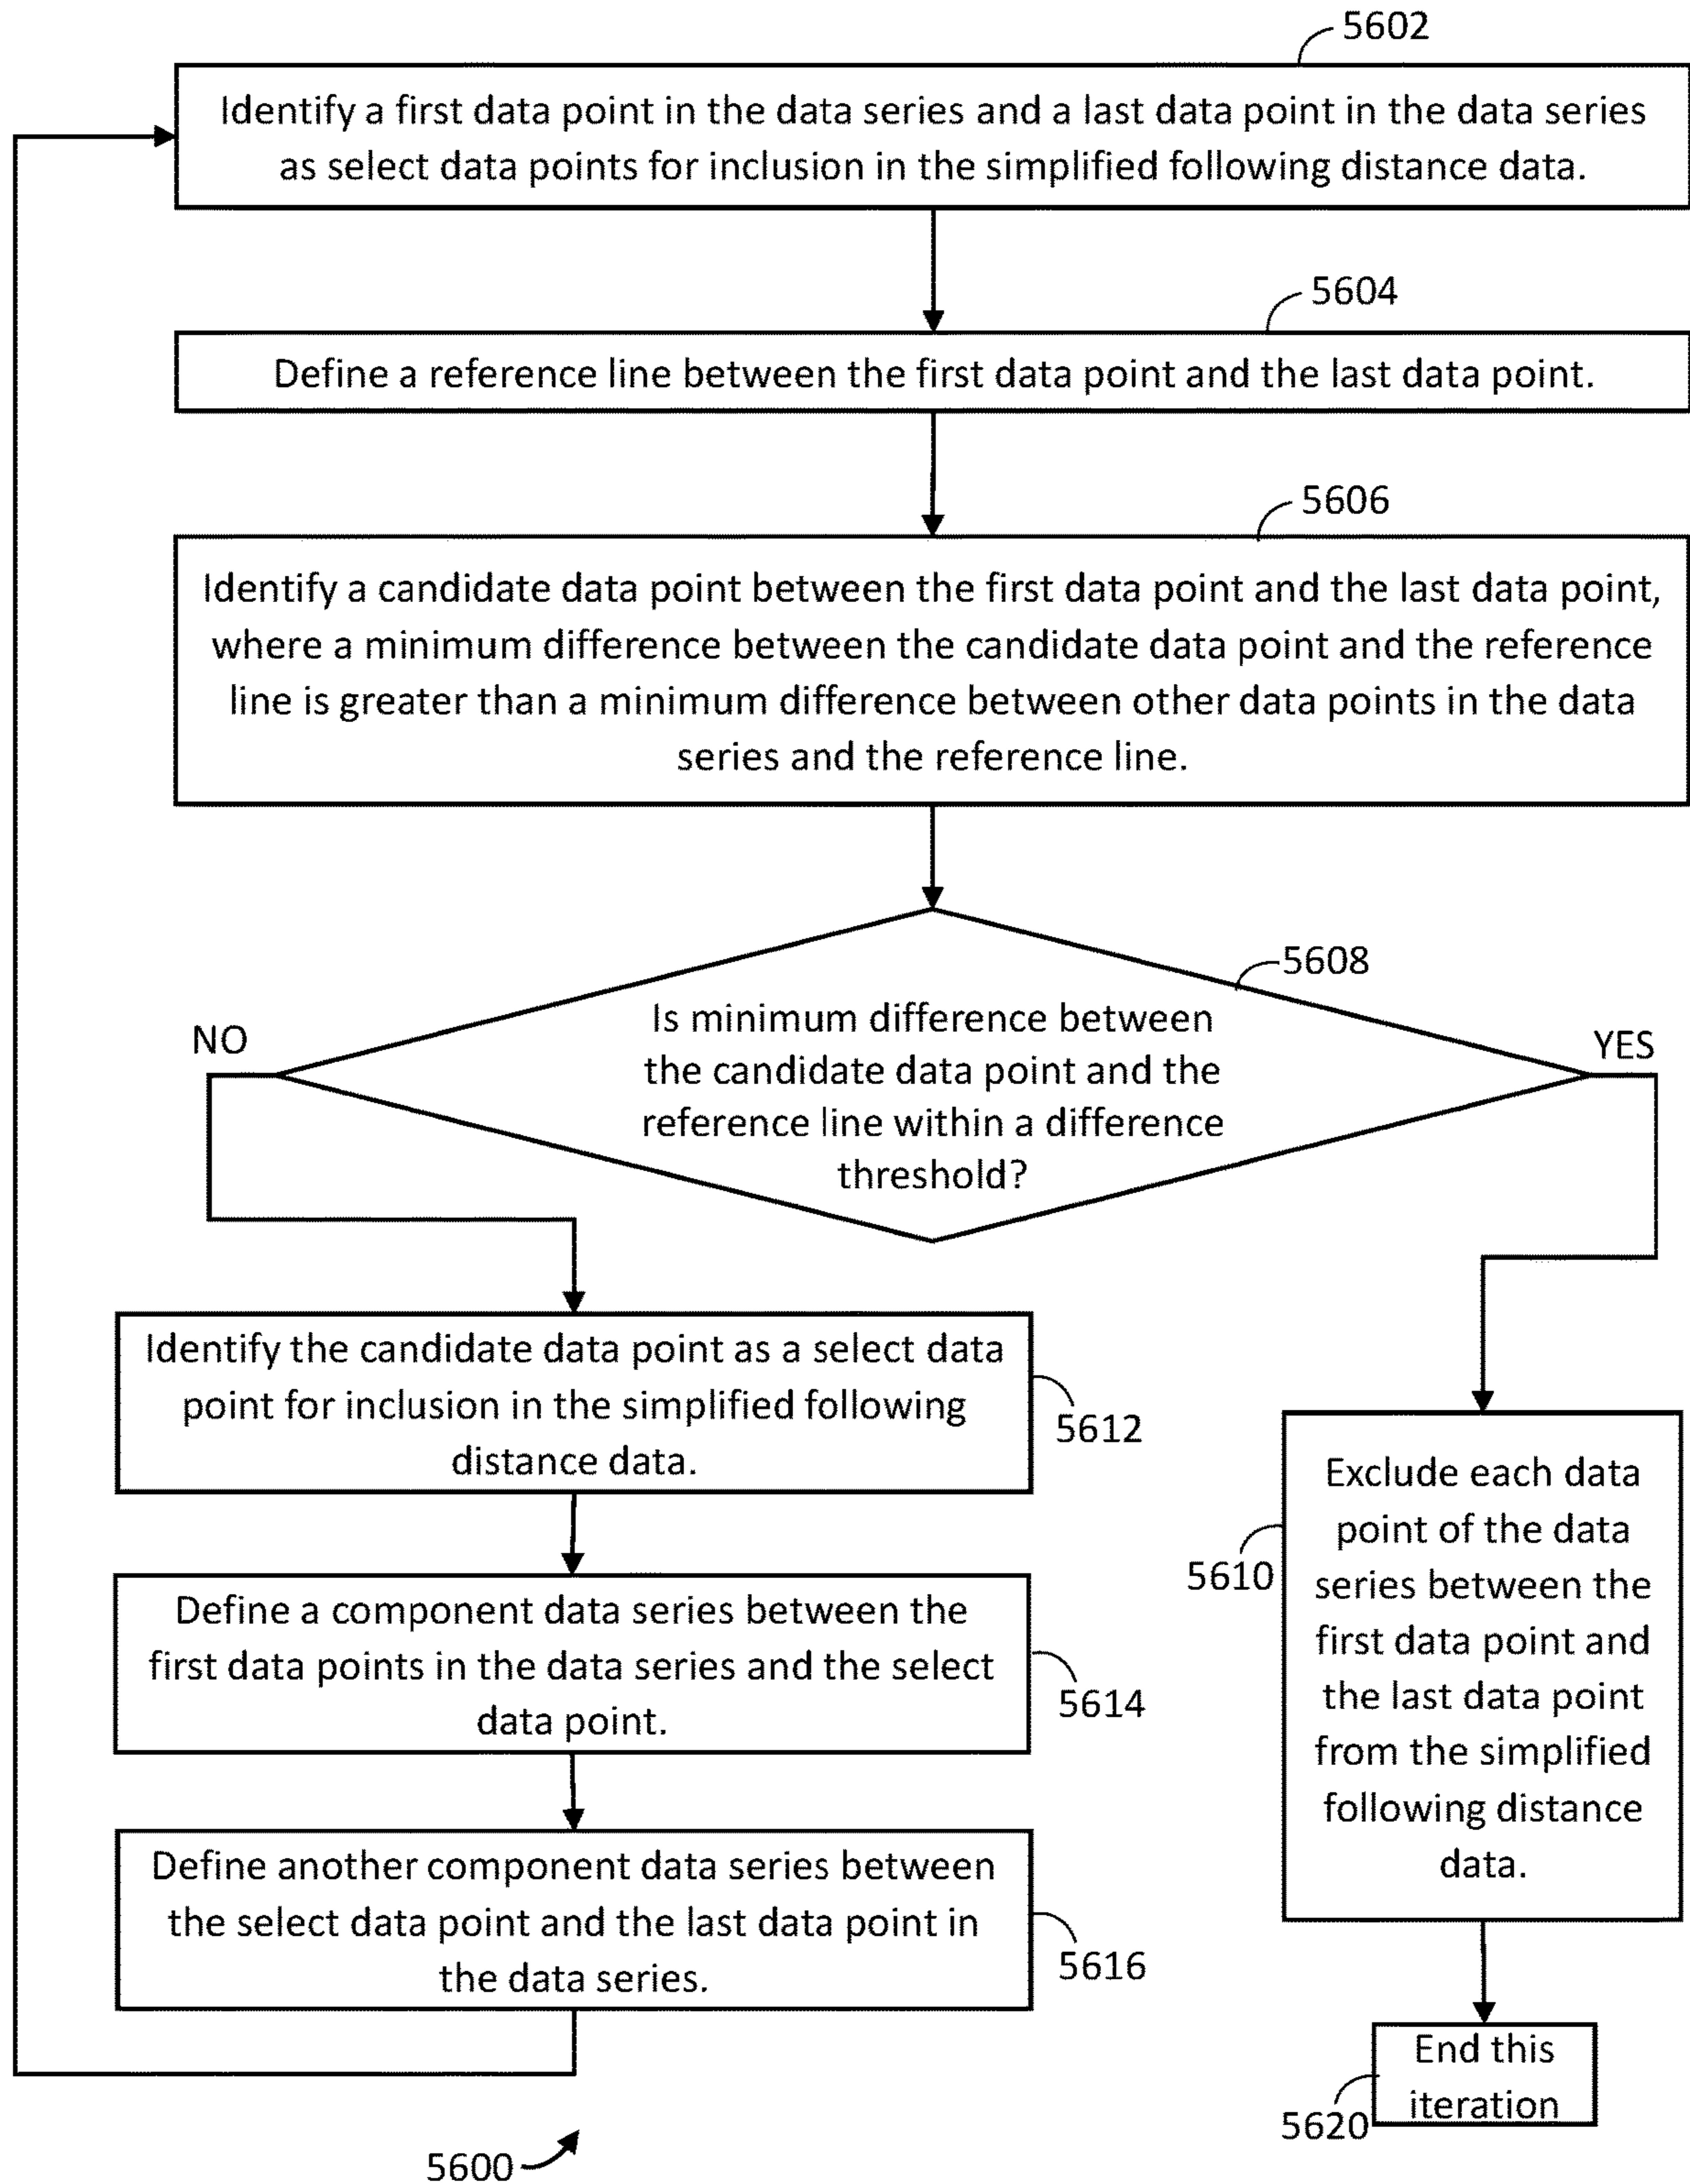 5602
Identify a first data point in the data series and a last data point in the data series
as select data points for inclusion in the simplified following distance data.
5604
Define a reference line between the first data point and the last data point.
5606
Identify a candidate data point between the first data point and the last data point,
where a minimum difference between the candidate data point and the reference
line is greater than a minimum difference between other data points in the data
series and the reference line.
5608
Is minimum difference between
the candidate data point and the
reference line within a difference
threshold?
NO
YES
Identify the candidate data point as a select data
point for inclusion in the simplified following
distance data.
5612
Define a component data series between the
first data points in the data series and the select
data point.
5614
Define another component data series between
the select data point and the last data point in
the data series.
5616
Exclude each data
point of the data
series between the
first data point and
the last data point
from the simplified
following distance
data.
5610
End this
iteration
5620
5600